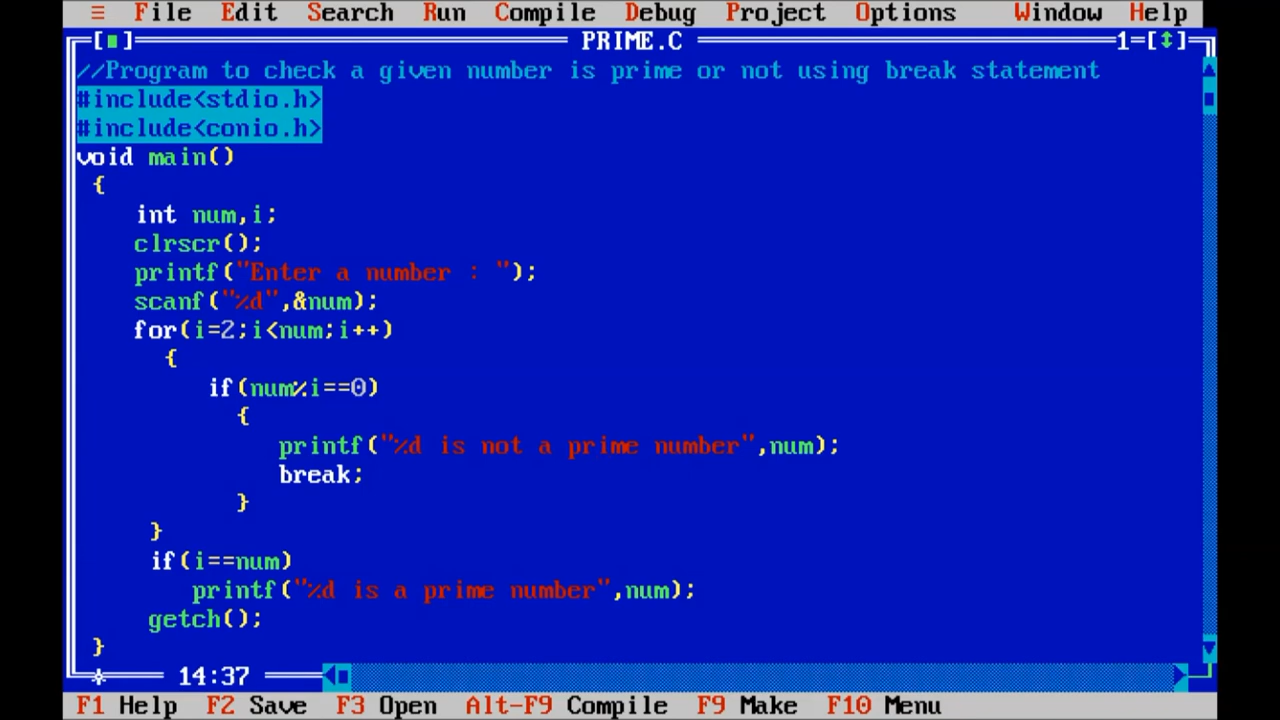 ≡ File Edit Search Run Compile Debug Project Options Window Help
[■] PRIME.C 1=[↕]
//Program to check a given number is prime or not using break statement
#include<stdio.h>
#include<conio.h>
void main()
{
int num,i;
clrscr();
printf("Enter a number : ");
scanf("%d",&num);
for(i=2;i<num;i++)
{
if(num%i==0)
{
printf("%d is not a prime number",num);
break;
}
}
if(i==num)
printf("%d is a prime number",num);
getch();
}
14:37
F1 Help F2 Save F3 Open Alt-F9 Compile F9 Make F10 Menu